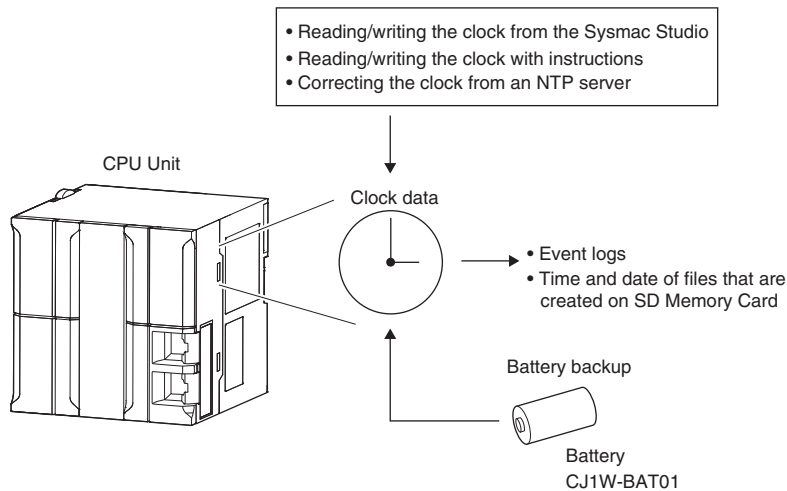 • Reading/writing the clock from the Sysmac Studio
• Reading/writing the clock with instructions
• Correcting the clock from an NTP server
CPU Unit
Clock data
• Event logs
• Time and date of files that are
created on SD Memory Card
Battery backup
Battery
CJ1W-BAT01